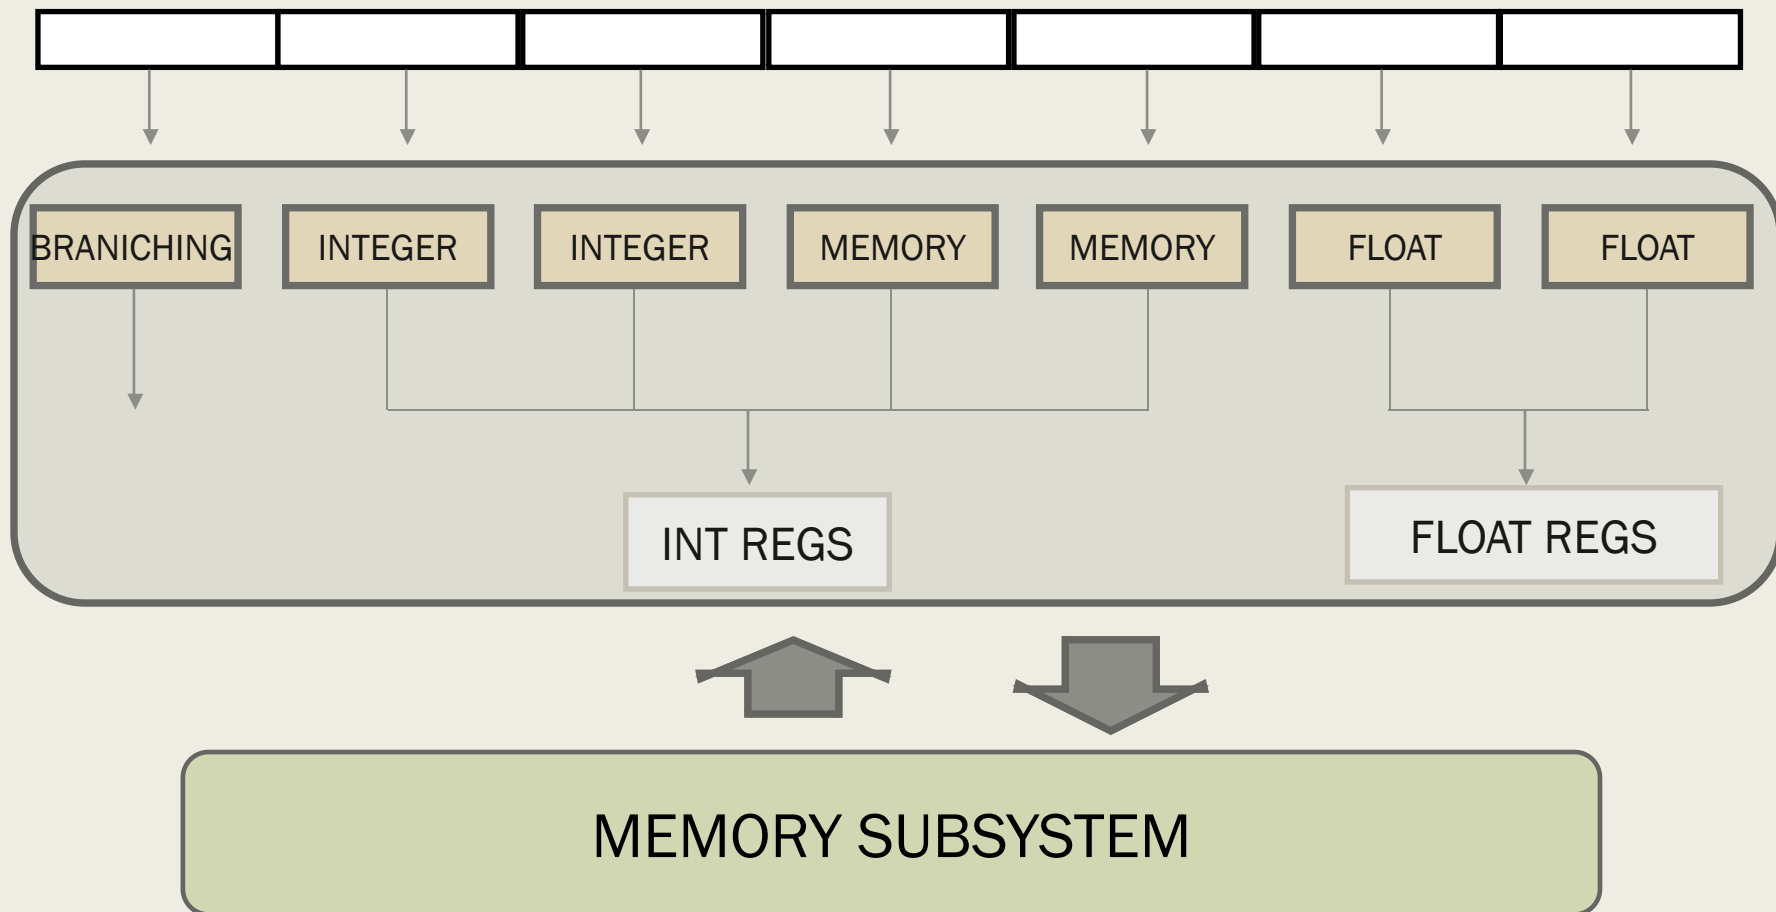 BRANICHING
INTEGER
INTEGER
MEMORY
MEMORY
FLOAT
FLOAT
INT REGS
FLOAT REGS
MEMORY SUBSYSTEM